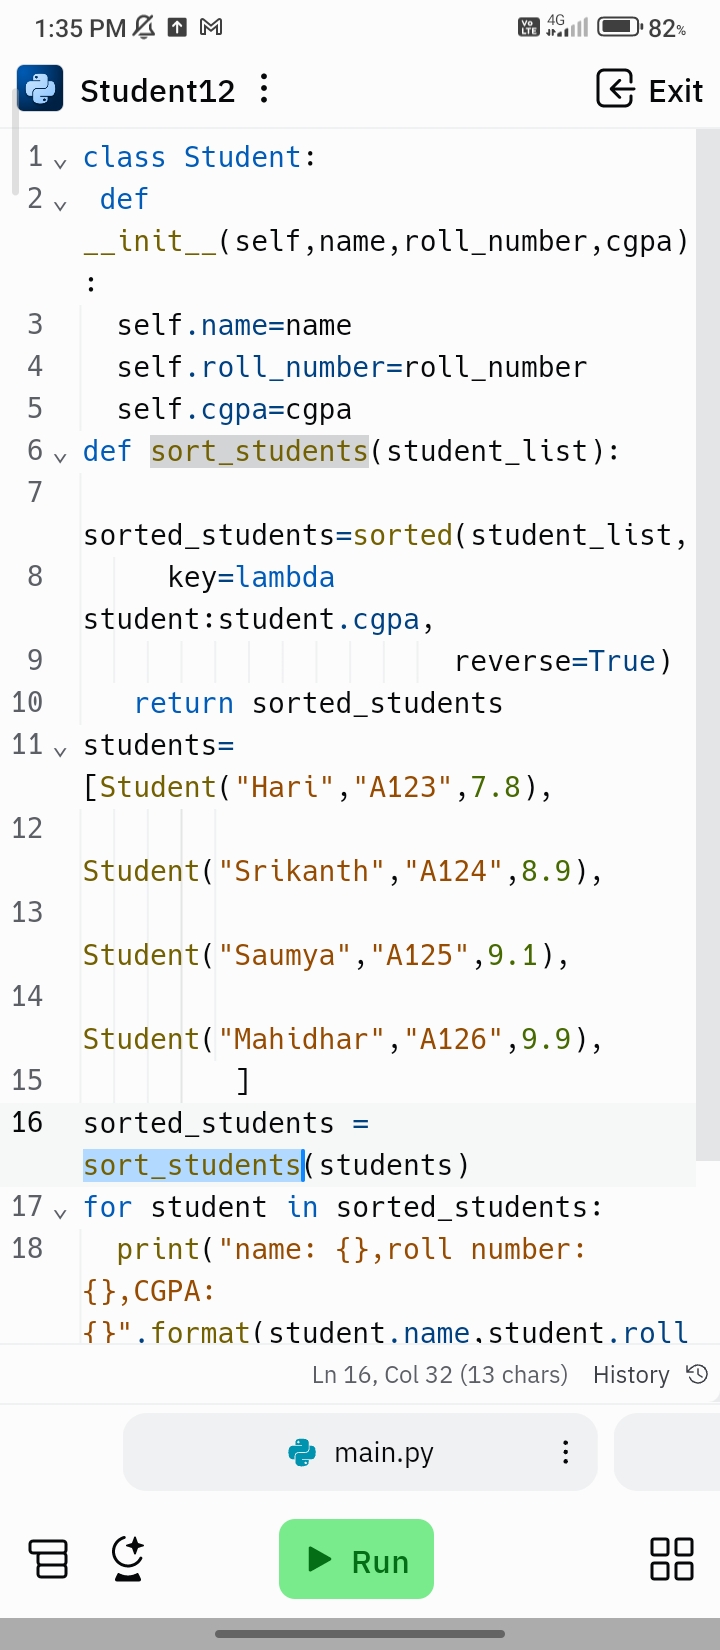 1:35 PM
Vo LTE 4G 82%
Student12
Exit
1 class Student:
2 def
__init__(self,name,roll_number,cgpa)
:
3 self.name=name
4 self.roll_number=roll_number
5 self.cgpa=cgpa
6 def sort_students(student_list):
7
sorted_students=sorted(student_list,
8 key=lambda
student:student.cgpa,
9 reverse=True)
10 return sorted_students
11 students=
[Student("Hari","A123",7.8),
12
Student("Srikanth","A124",8.9),
13
Student("Saumya","A125",9.1),
14
Student("Mahidhar","A126",9.9),
15 ]
16 sorted_students =
sort_students(students)
17 for student in sorted_students:
18 print("name: {},roll number:
{},CGPA:
{}".format(student.name,student.roll
Ln 16, Col 32 (13 chars) History
main.py
Run